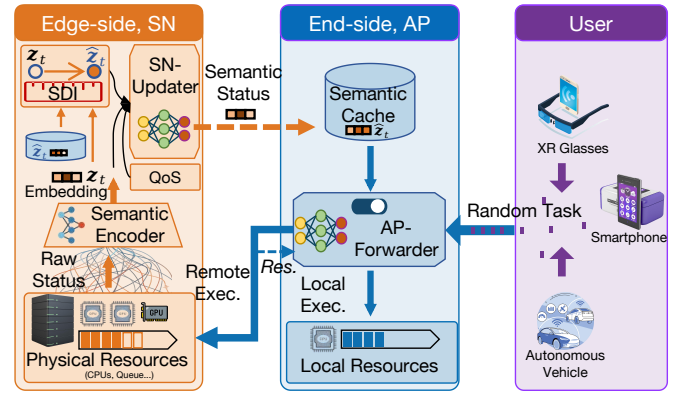 Edge-side, SN
z_t
ẑ_t
SDI
SN-
Updater
ẑ_t
Embedding
z_t
QoS
Semantic
Encoder
Raw
Status
GPU
Physical Resources
(CPUs, Queue...)
Semantic
Status
Remote
Exec.
Res.
End-side, AP
Semantic
Cache
z̃_t
AP-
Forwarder
Local
Exec.
Local Resources
User
XR Glasses
Random Task
Smartphone
Autonomous
Vehicle